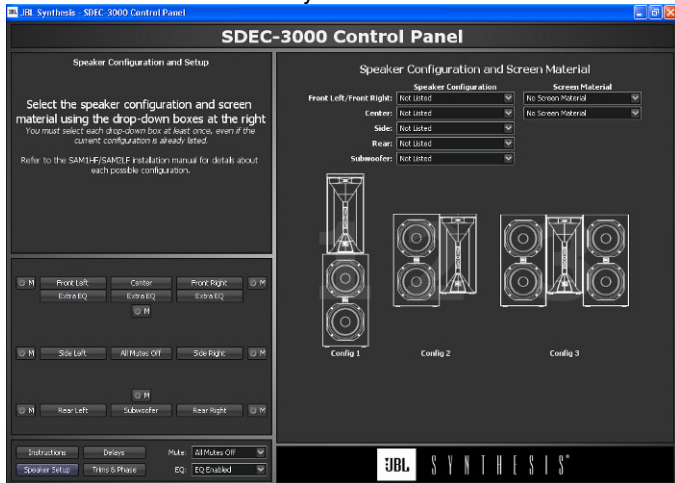 JBL Synthesis - SDEC-3000 Control Panel
SDEC-3000 Control Panel
Speaker Configuration and Setup
Select the speaker configuration and screen
material using the drop-down boxes at the right
You must select each drop-down box at least once, even if the
current configuration is already listed.
Refer to the SAM1HF/SAM2LF installation manual for details about
each possible configuration.
Speaker Configuration and Screen Material
Speaker Configuration Screen Material
Front Left/Front Right: Not Listed No Screen Material
Center: Not Listed No Screen Material
Side: Not Listed
Rear: Not Listed
Subwoofer: Not Listed
1 2 3
Config 1 Config 2 Config 3
M Front Left Center Front Right M
Extra EQ Extra EQ Extra EQ
M
M Side Left All Mutes Off Side Right M
M
M Rear Left Subwoofer Rear Right M
Instructions Delays Mute: All Mutes Off
Speaker Setup Trims & Phase EQ: EQ Enabled
JBL SYNTHESIS®